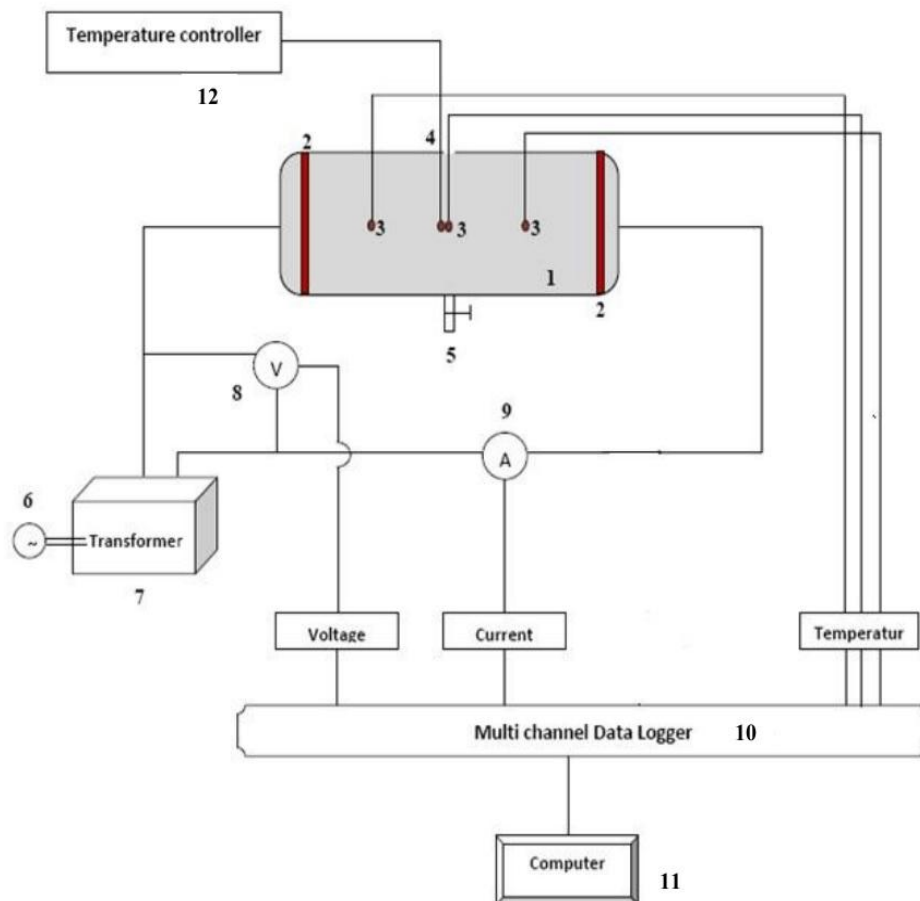 Temperature controller
12
2
4
3
3
3
1
2
5
V
8
9
A
6
~
Transformer
7
Voltage
Current
Temperatur
Multi channel Data Logger 10
Computer
11